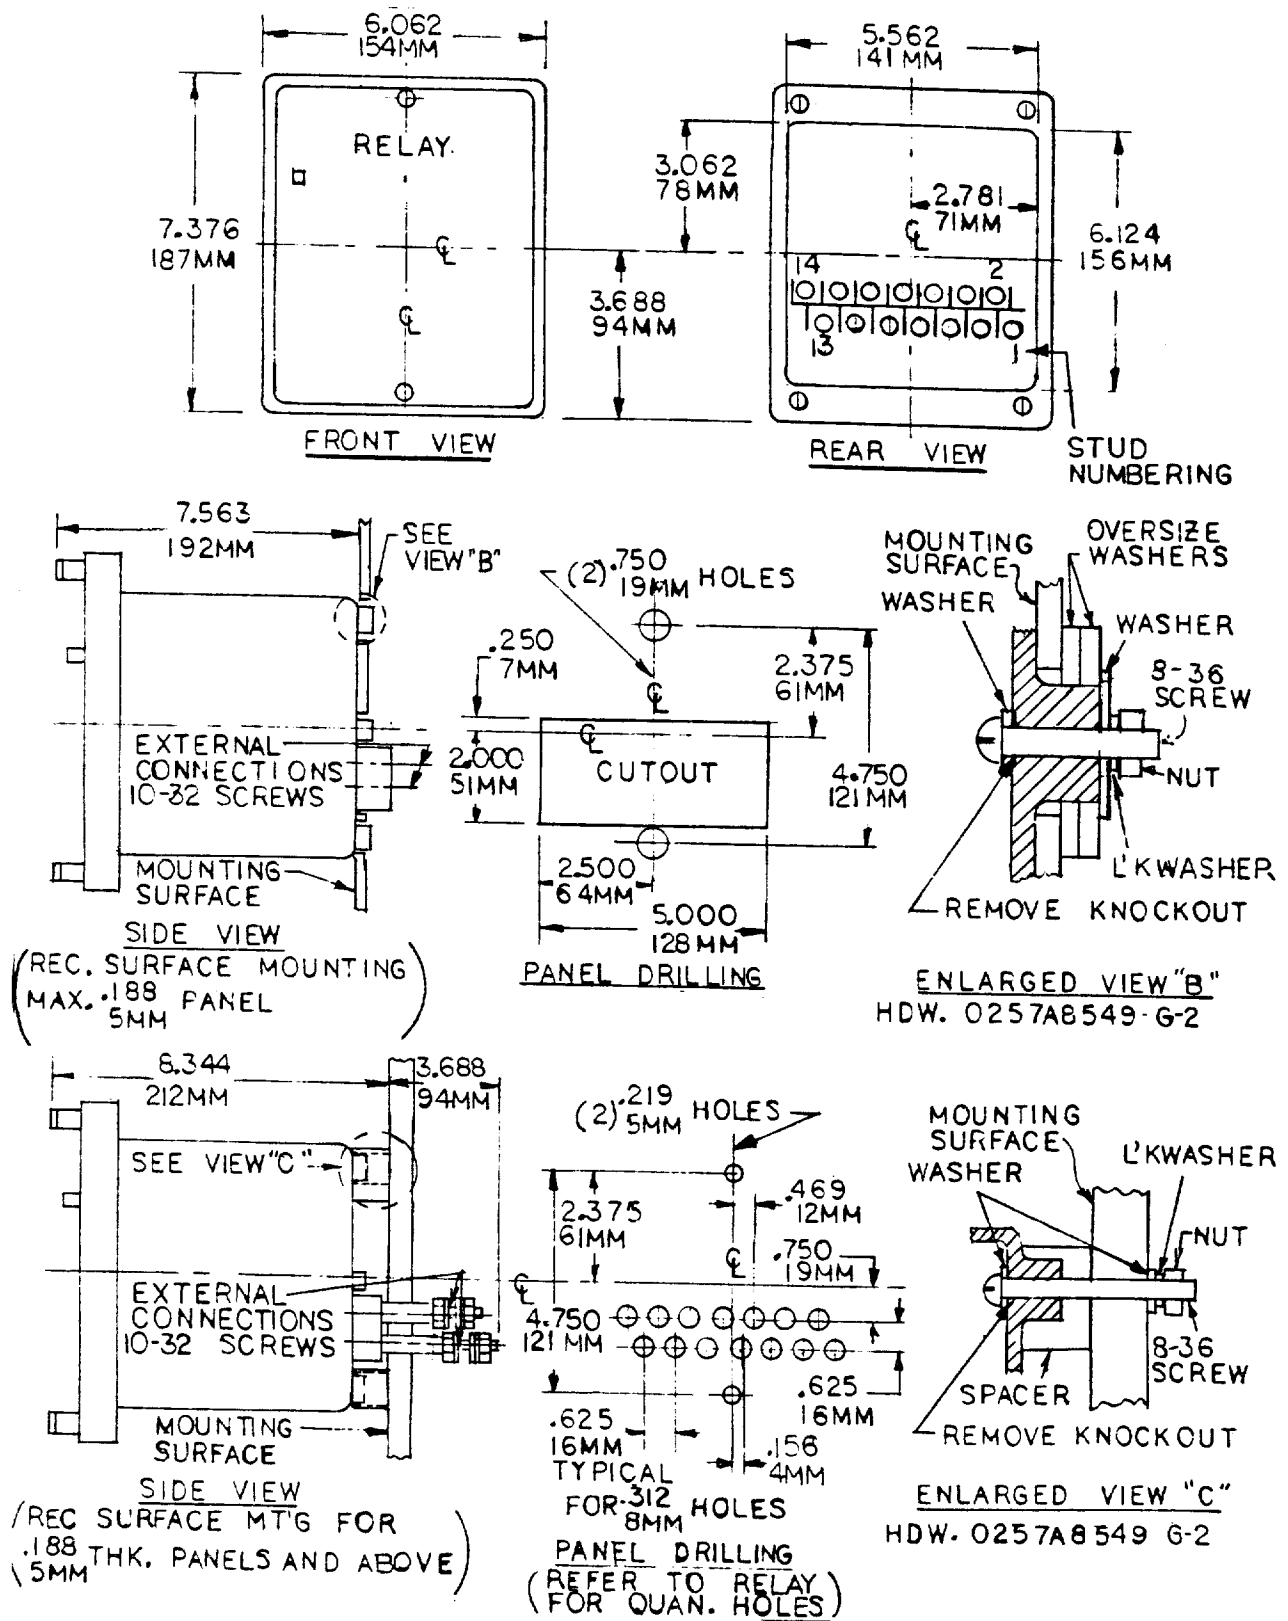 6.062
154MM
RELAY
7.376
187MM
C
L
C
L
3.688
94MM
FRONT VIEW
5.562
141MM
3.062
78MM
2.781
71MM
C
L
6.124
156MM
14
2
13
1
REAR VIEW
STUD
NUMBERING
7.563
192MM
SEE
VIEW "B"
EXTERNAL
CONNECTIONS
10-32 SCREWS
MOUNTING
SURFACE
SIDE VIEW
(REC. SURFACE MOUNTING
MAX. .188 PANEL
5MM)
(2) .750 HOLES
19MM
.250
7MM
2.375
61MM
C
L
C
L
2.000
51MM
CUTOUT
4.750
121MM
2.500
64MM
5.000
128MM
PANEL DRILLING
MOUNTING
SURFACE
WASHER
OVERSIZE
WASHERS
WASHER
8-36
SCREW
NUT
L'KWASHER
REMOVE KNOCKOUT
ENLARGED VIEW "B"
HDW. 0257A8549-G-2
8.344
212MM
3.688
94MM
SEE VIEW "C"
EXTERNAL
CONNECTIONS
10-32 SCREWS
MOUNTING
SURFACE
SIDE VIEW
(REC SURFACE MT'G FOR
.188 THK. PANELS AND ABOVE
5MM)
(2) .219 HOLES
5MM
2.375
61MM
.469
12MM
C
L
.750
19MM
C
L
4.750
121MM
.625
16MM
.625
16MM
TYPICAL
FOR .312 HOLES
8MM
.156
4MM
PANEL DRILLING
(REFER TO RELAY
FOR QUAN. HOLES)
MOUNTING
SURFACE
WASHER
L'KWASHER
NUT
8-36
SCREW
SPACER
REMOVE KNOCKOUT
ENLARGED VIEW "C"
HDW. 0257A8549 G-2